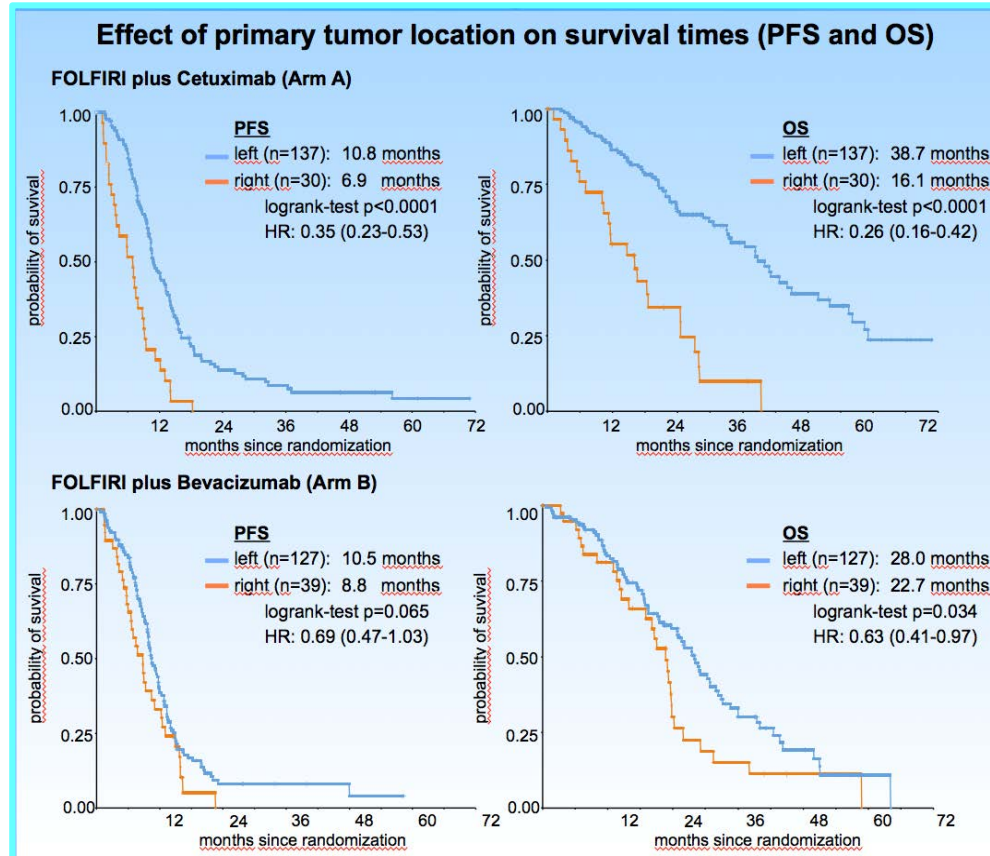 Effect of primary tumor location on survival times (PFS and OS)
FOLFIRI plus Cetuximab (Arm A)
1.00
0.75
0.50
0.25
0.00
probability of suvival
PFS
left (n=137): 10.8 months
right (n=30): 6.9 months
logrank-test p<0.0001
HR: 0.35 (0.23-0.53)
12 24 36 48 60 72
months since randomization
1.00
0.75
0.50
0.25
0.00
probability of suvival
OS
left (n=137): 38.7 months
right (n=30): 16.1 months
logrank-test p<0.0001
HR: 0.26 (0.16-0.42)
12 24 36 48 60 72
months since randomization
FOLFIRI plus Bevacizumab (Arm B)
1.00
0.75
0.50
0.25
0.00
probability of suvival
PFS
left (n=127): 10.5 months
right (n=39): 8.8 months
logrank-test p=0.065
HR: 0.69 (0.47-1.03)
12 24 36 48 60 72
months since randomization
1.00
0.75
0.50
0.25
0.00
probability of suvival
OS
left (n=127): 28.0 months
right (n=39): 22.7 months
logrank-test p=0.034
HR: 0.63 (0.41-0.97)
12 24 36 48 60 72
months since randomization